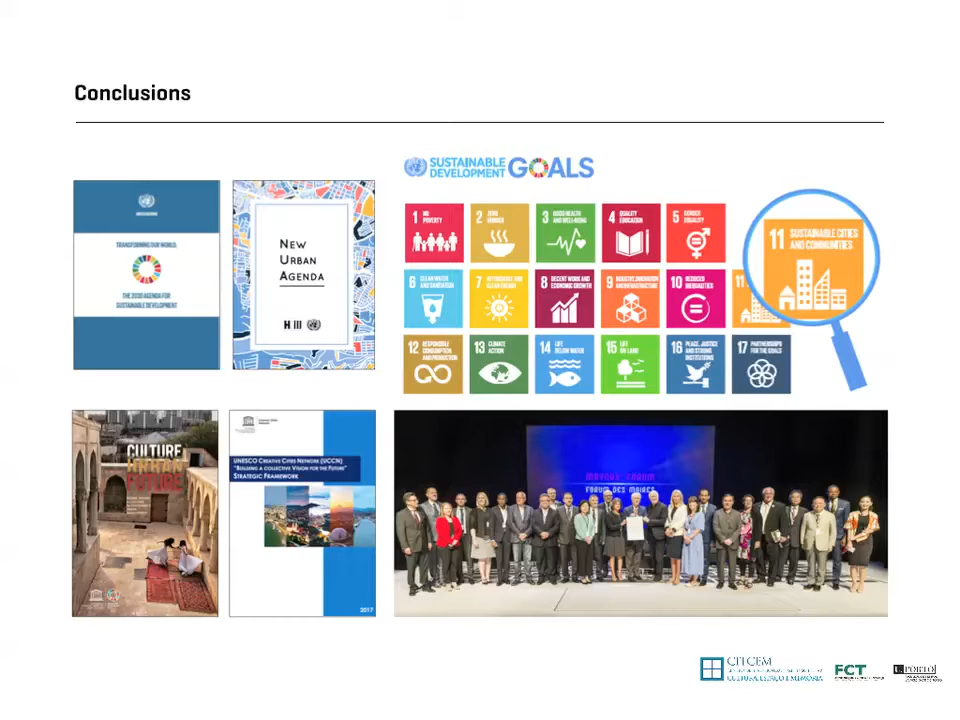 Conclusions
SUSTAINABLE
DEVELOPMENT
GOALS
TRANSFORMING OUR WORLD:
THE 2030 AGENDA FOR
SUSTAINABLE DEVELOPMENT
NEW
URBAN
AGENDA
H III
1 NO
POVERTY
2 ZERO
HUNGER
3 GOOD HEALTH
AND WELL-BEING
4 QUALITY
EDUCATION
5 GENDER
EQUALITY
6 CLEAN WATER
AND SANITATION
7 AFFORDABLE AND
CLEAN ENERGY
8 DECENT WORK AND
ECONOMIC GROWTH
9 INDUSTRY, INNOVATION
AND INFRASTRUCTURE
10 REDUCED
INEQUALITIES
11
11 SUSTAINABLE CITIES
AND COMMUNITIES
12 RESPONSIBLE
CONSUMPTION
AND PRODUCTION
13 CLIMATE
ACTION
14 LIFE
BELOW WATER
15 LIFE
ON LAND
16 PEACE, JUSTICE
AND STRONG
INSTITUTIONS
17 PARTNERSHIPS
FOR THE GOALS
CULTURE
URBAN
FUTURE
UNESCO CREATIVE CITIES NETWORK (UCCN)
"BUILDING A COLLECTIVE VISION FOR THE FUTURE"
STRATEGIC FRAMEWORK
2017
MAYORS FORUM
FORUM DES MAIRES
CITCEM
CULTURA, ESPAÇO E MEMÓRIA
FCT
U. PORTO